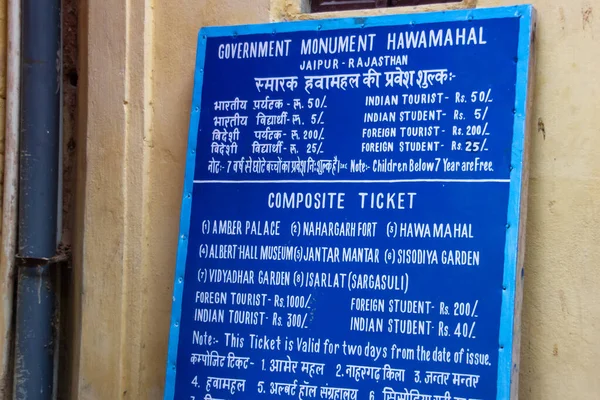 GOVERNMENT MONUMENT HAWAMAHAL
JAIPUR - RAJASTHAN
स्मारक हवामहल की प्रवेश शुल्क:-
भारतीय पर्यटक - रू. 50/- INDIAN TOURIST - Rs. 50/-
भारतीय विद्यार्थी - रू. 5/- INDIAN STUDENT - Rs. 5/
विदेशी पर्यटक - रू. 200/- FOREIGN TOURIST - Rs. 200/
विदेशी विद्यार्थी - रू. 25/- FOREIGN STUDENT - Rs. 25/-
नोट:- 7 वर्ष से छोटे बच्चों का प्रवेश निःशुल्क है। Note:- Children Below 7 Year are Free.
COMPOSITE TICKET
(1) AMBER PALACE (2) NAHARGARH FORT (3) HAWA MAHAL
(4) ALBERT HALL MUSEUM (5) JANTAR MANTAR (6) SISODIYA GARDEN
(7) VIDYADHAR GARDEN (8) ISARLAT (SARGASULI)
FOREGN TOURIST - Rs. 1000/- FOREIGN STUDENT - Rs. 200/
INDIAN TOURIST - Rs. 300/ INDIAN STUDENT - Rs. 40/
Note:- This Ticket is Valid for two days from the date of issue.
कम्पोजिट टिकट - 1. आमेर महल 2. नाहरगढ़ किला 3. जन्तर मन्तर
4. हवामहल 5. अल्बर्ट हॉल संग्रहालय 6.